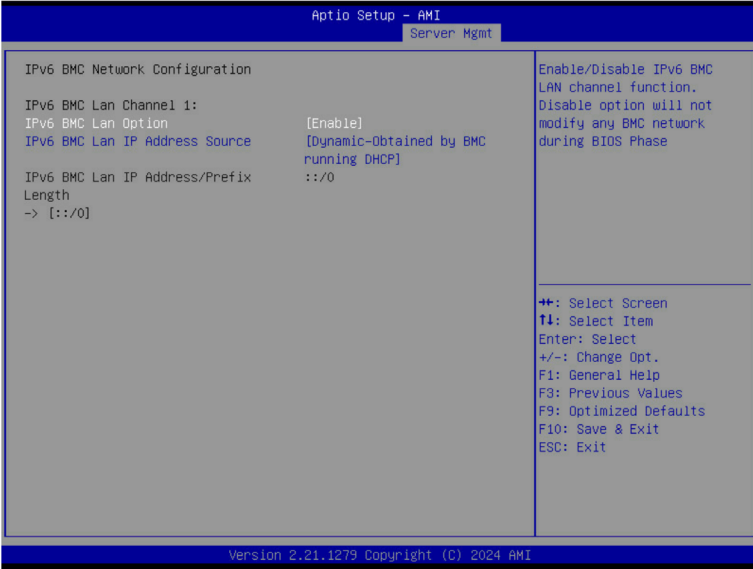 Aptio Setup – AMI
Server Mgmt
IPv6 BMC Network Configuration
IPv6 BMC Lan Channel 1:
IPv6 BMC Lan Option [Enable]
IPv6 BMC Lan IP Address Source [Dynamic-Obtained by BMC
running DHCP]
IPv6 BMC Lan IP Address/Prefix ::/0
Length
-> [::/0]
Enable/Disable IPv6 BMC
LAN channel function.
Disable option will not
modify any BMC network
during BIOS Phase
→←: Select Screen
↑↓: Select Item
Enter: Select
+/-: Change Opt.
F1: General Help
F3: Previous Values
F9: Optimized Defaults
F10: Save & Exit
ESC: Exit
Version 2.21.1279 Copyright (C) 2024 AMI